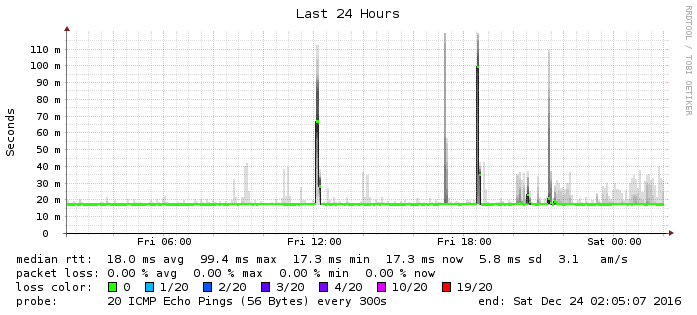 Last 24 Hours
RRDTOOL / TOBI OETIKER
Seconds
110 m
100 m
90 m
80 m
70 m
60 m
50 m
40 m
30 m
20 m
10 m
0
Fri 06:00 Fri 12:00 Fri 18:00 Sat 00:00
median rtt: 18.0 ms avg 99.4 ms max 17.3 ms min 17.3 ms now 5.8 ms sd 3.1 am/s
packet loss: 0.00 % avg 0.00 % max 0.00 % min 0.00 % now
loss color: 0 1/20 2/20 3/20 4/20 10/20 19/20
probe: 20 ICMP Echo Pings (56 Bytes) every 300s end: Sat Dec 24 02:05:07 2016